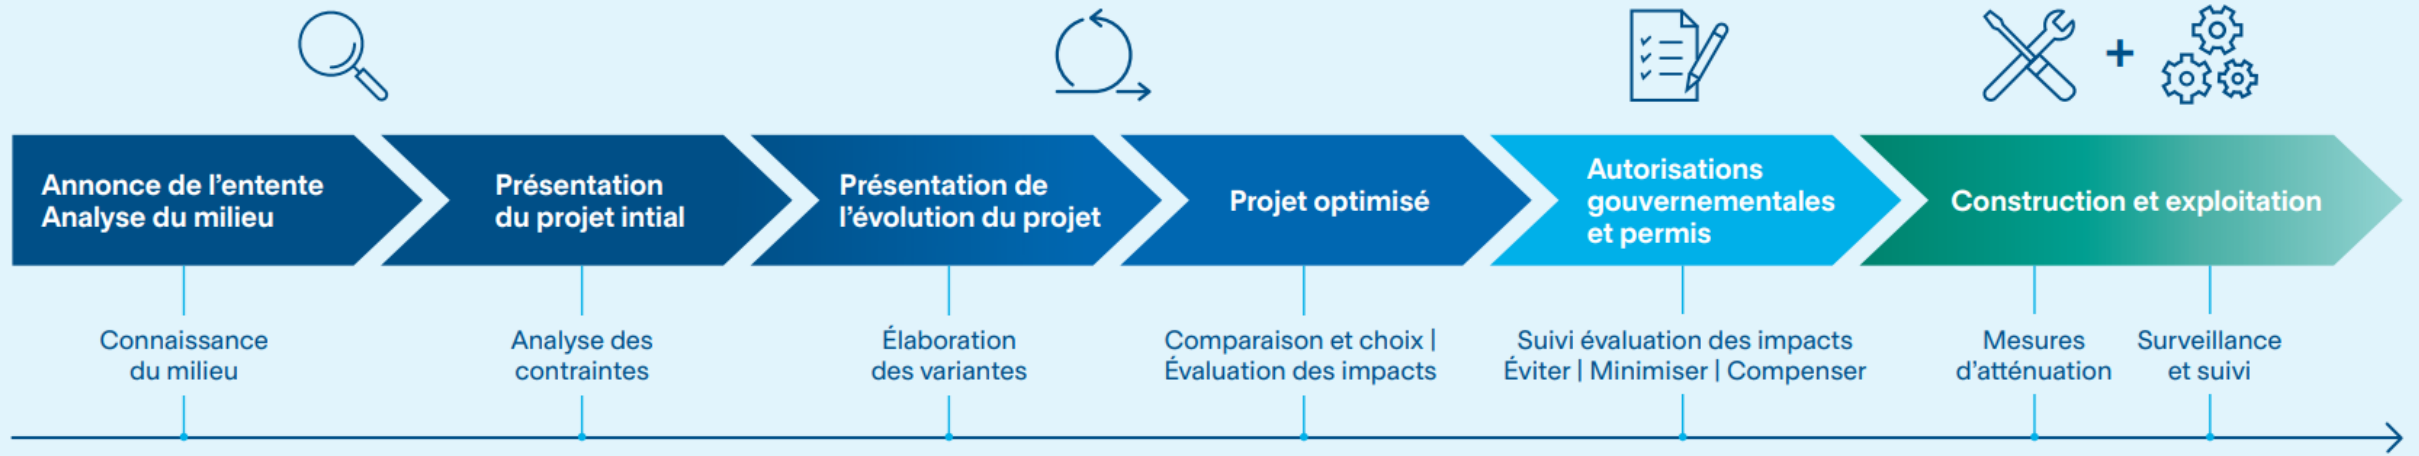 +
Annonce de l’entente
Analyse du milieu
Présentation
du projet intial
Présentation de
l’évolution du projet
Projet optimisé
Autorisations
gouvernementales
et permis
Construction et exploitation
Connaissance
du milieu
Analyse des
contraintes
Élaboration
des variantes
Comparaison et choix |
Évaluation des impacts
Suivi évaluation des impacts
Éviter | Minimiser | Compenser
Mesures
d’atténuation
Surveillance
et suivi